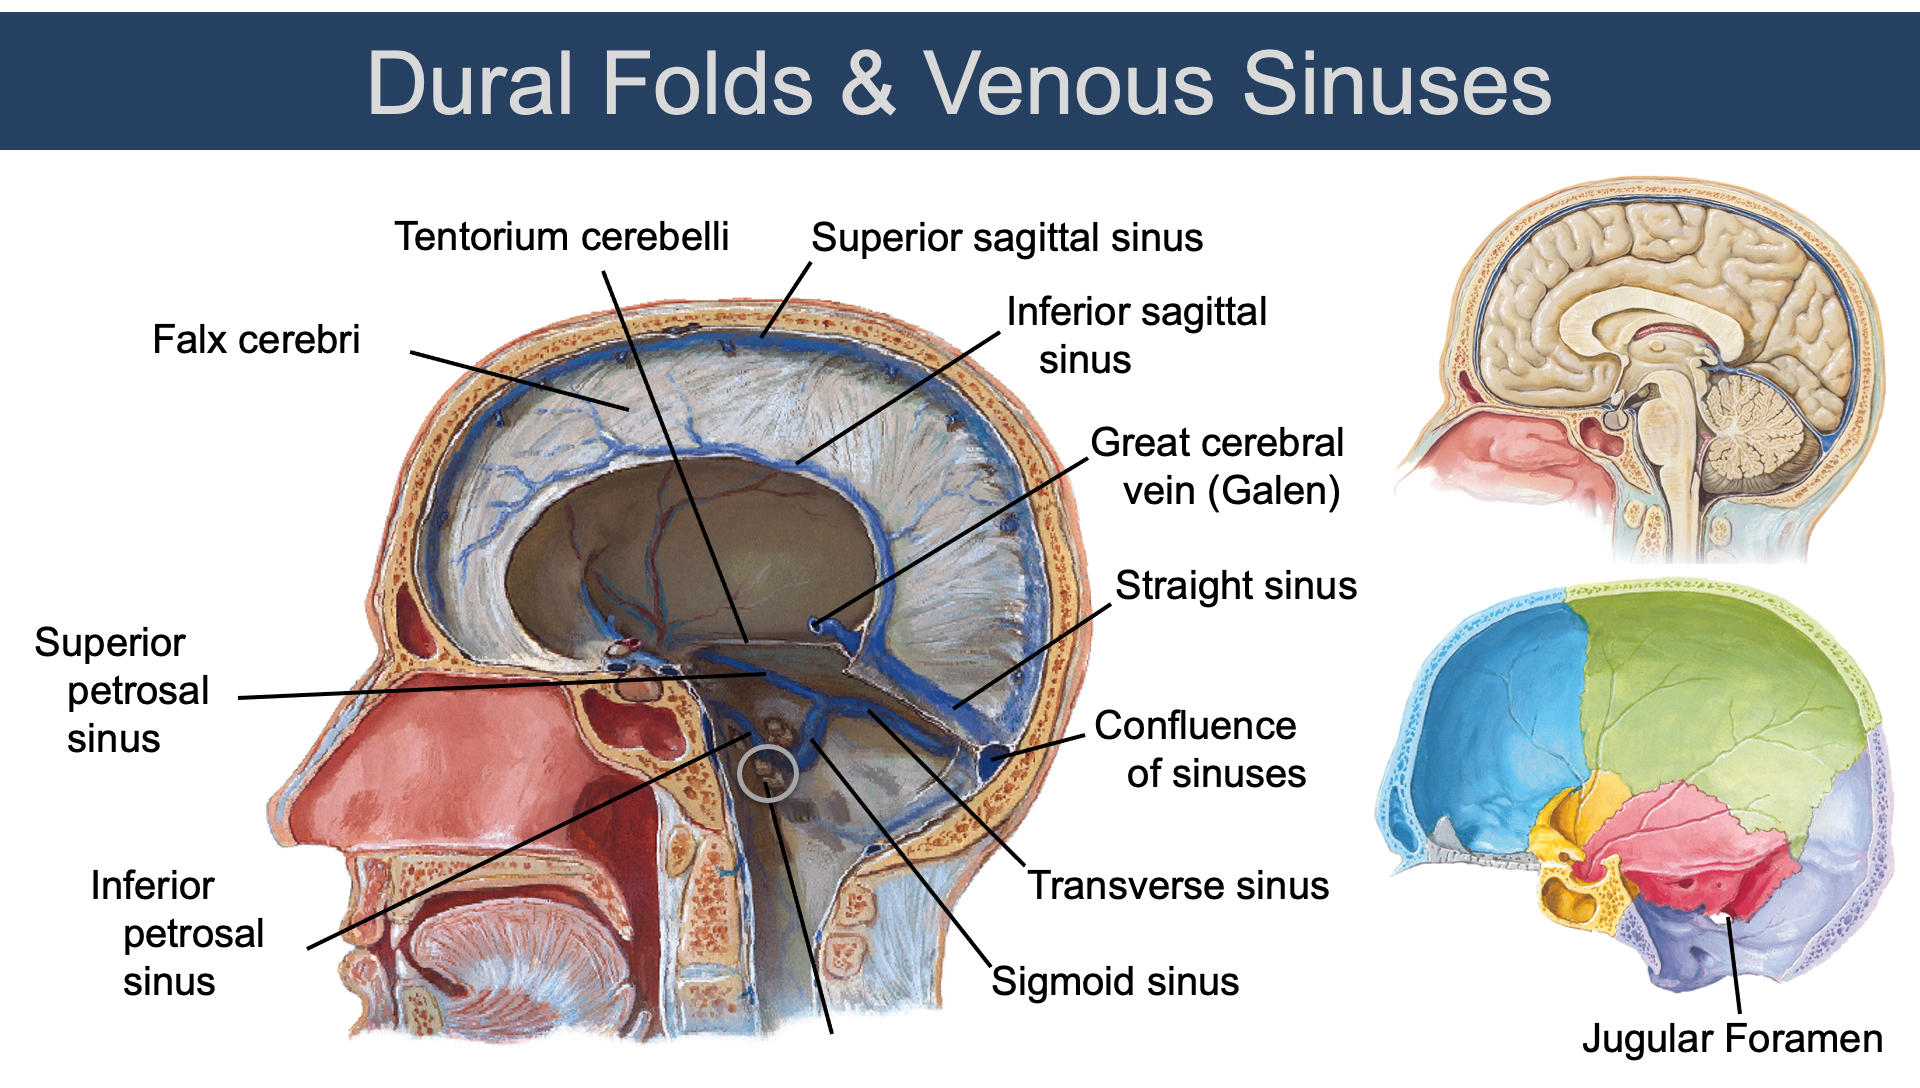 Dural Folds & Venous Sinuses
Tentorium cerebelli
Superior sagittal sinus
Falx cerebri
Inferior sagittal
sinus
Great cerebral
vein (Galen)
Straight sinus
Superior
petrosal
sinus
Confluence
of sinuses
Inferior
petrosal
sinus
Transverse sinus
Sigmoid sinus
Jugular Foramen